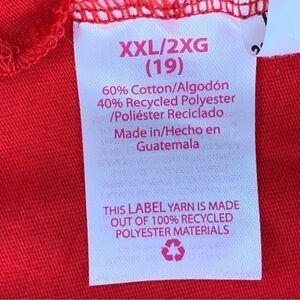 XXL/2XG
(19)
60% Cotton/Algodón
40% Recycled Polyester
/Poliéster Reciclado
Made in/Hecho en
Guatemala
THIS LABEL YARN IS MADE
OUT OF 100% RECYCLED
POLYESTER MATERIALS